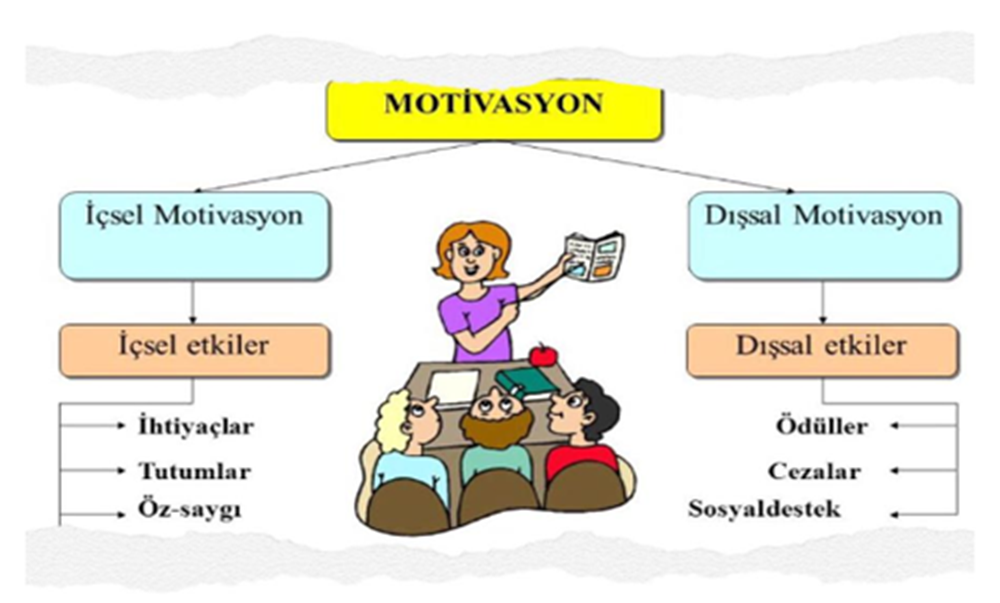 MOTİVASYON
İçsel Motivasyon
Dışsal Motivasyon
İçsel etkiler
Dışsal etkiler
İhtiyaçlar
Ödüller
Tutumlar
Cezalar
Öz-saygı
Sosyaldestek